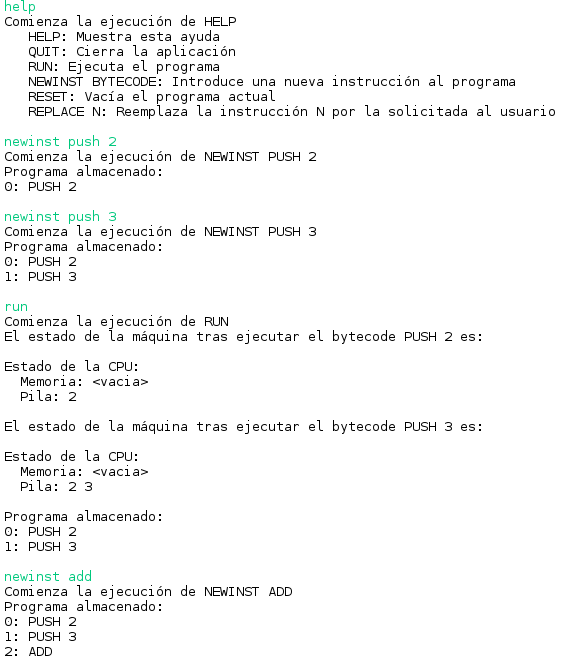 help
Comienza la ejecución de HELP
HELP: Muestra esta ayuda
QUIT: Cierra la aplicación
RUN: Ejecuta el programa
NEWINST BYTECODE: Introduce una nueva instrucción al programa
RESET: Vacía el programa actual
REPLACE N: Reemplaza la instrucción N por la solicitada al usuario
newinst push 2
Comienza la ejecución de NEWINST PUSH 2
Programa almacenado:
0: PUSH 2
newinst push 3
Comienza la ejecución de NEWINST PUSH 3
Programa almacenado:
0: PUSH 2
1: PUSH 3
run
Comienza la ejecución de RUN
El estado de la máquina tras ejecutar el bytecode PUSH 2 es:
Estado de la CPU:
Memoria: <vacia>
Pila: 2
El estado de la máquina tras ejecutar el bytecode PUSH 3 es:
Estado de la CPU:
Memoria: <vacia>
Pila: 2 3
Programa almacenado:
0: PUSH 2
1: PUSH 3
newinst add
Comienza la ejecución de NEWINST ADD
Programa almacenado:
0: PUSH 2
1: PUSH 3
2: ADD